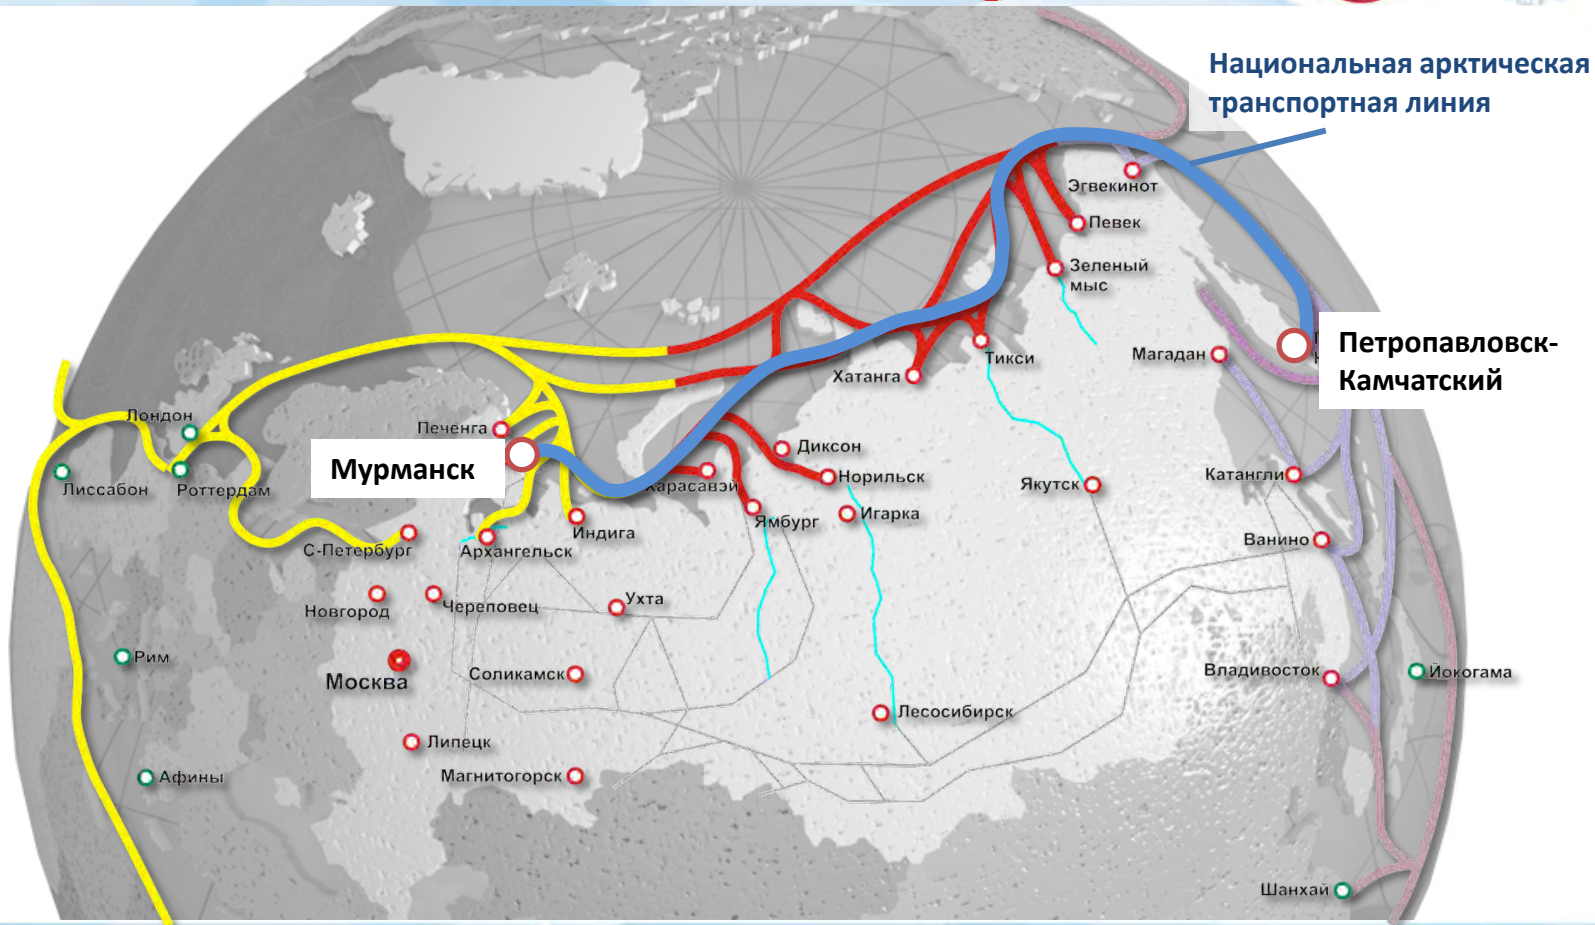 Национальная арктическая
транспортная линия
Эгвекинот
Певек
Зеленый
мыс
Петропавловск-
Камчатский
Магадан
Тикси
Хатанга
Лондон
Печенга
Мурманск
Диксон
Лиссабон
Роттердам
Харасавэй
Норильск
Якутск
Катангли
Ямбург
Игарка
Индига
С-Петербург
Архангельск
Ванино
Новгород
Череповец
Ухта
Рим
Москва
Соликамск
Владивосток
Йокогама
Лесосибирск
Липецк
Афины
Магнитогорск
Шанхай